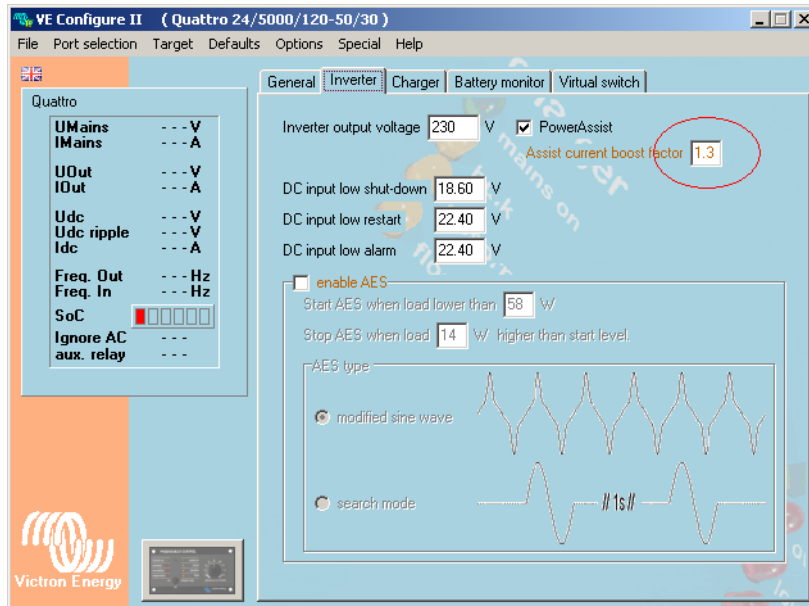 VE Configure II ( Quattro 24/5000/120-50/30 )
File Port selection Target Defaults Options Special Help
General Inverter Charger Battery monitor Virtual switch
Quattro
UMains - - - V
IMains - - - A
UOut - - - V
IOut - - - A
Udc - - - V
Udc ripple - - - V
Idc - - - A
Freq. Out - - - Hz
Freq. In - - - Hz
SoC
Ignore AC - - -
aux. relay - - -
Inverter output voltage 230 V PowerAssist
Assist current boost factor 1.3
DC input low shut-down 18.60 V
DC input low restart 22.40 V
DC input low alarm 22.40 V
enable AES
Start AES when load lower than 58 W
Stop AES when load 14 W higher than start level.
AES type
modified sine wave
search mode
// 1s //
victron energy
mains on